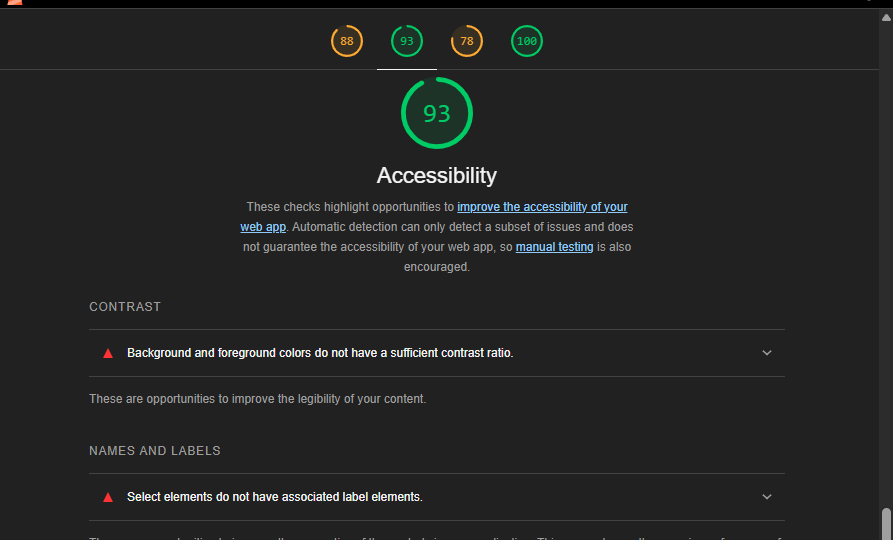 88 93 78 100
93
Accessibility
These checks highlight opportunities to improve the accessibility of your
web app. Automatic detection can only detect a subset of issues and does
not guarantee the accessibility of your web app, so manual testing is also
encouraged.
CONTRAST
Background and foreground colors do not have a sufficient contrast ratio.
These are opportunities to improve the legibility of your content.
NAMES AND LABELS
Select elements do not have associated label elements.